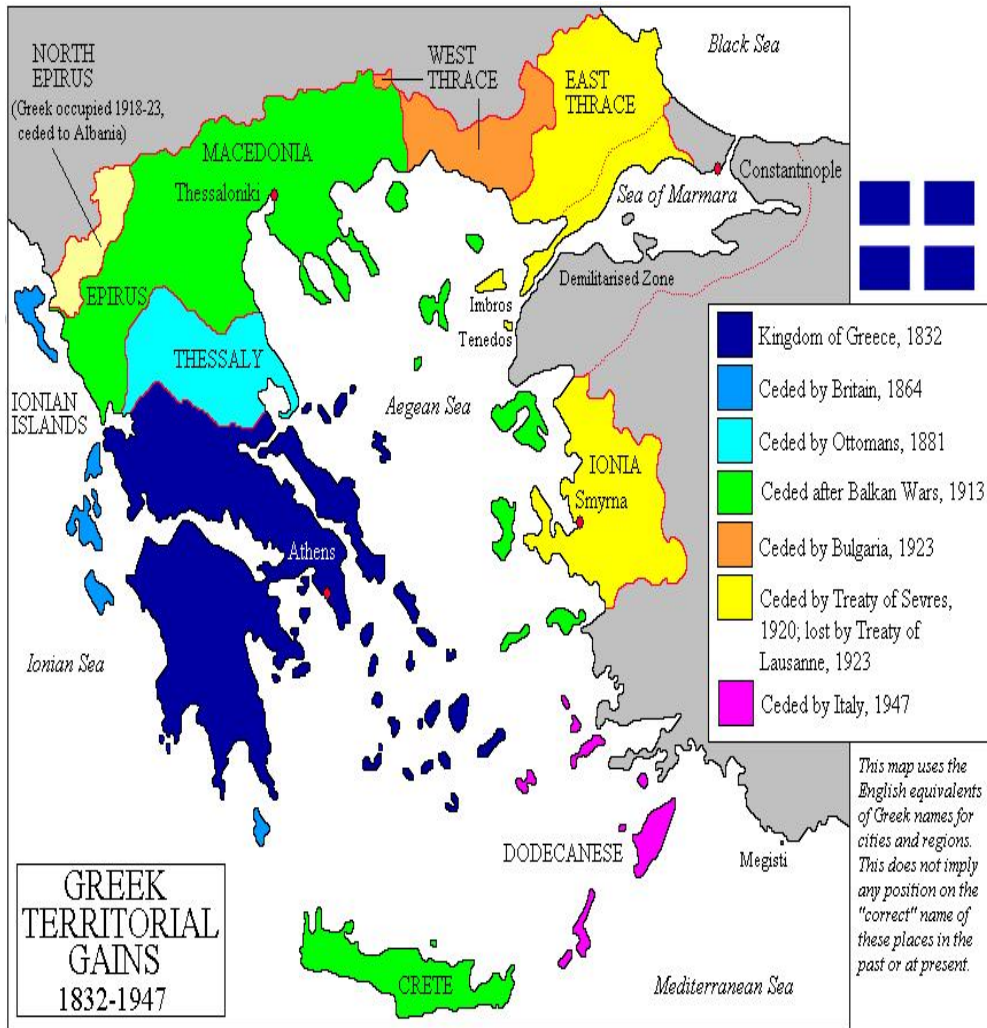 NORTH
EPIRUS
(Greek occupied 1918-23,
ceded to Albania)
WEST
THRACE
EAST
THRACE
Black Sea
MACEDONIA
Thessaloniki
Constantinople
Sea of Marmara
Demilitarised Zone
Imbros
Tenedos
EPIRUS
THESSALY
IONIAN
ISLANDS
Aegean Sea
IONIA
Smyrna
Athens
Ionian Sea
DODECANESE
Megisti
CRETE
Mediterranean Sea
Kingdom of Greece, 1832
Ceded by Britain, 1864
Ceded by Ottomans, 1881
Ceded after Balkan Wars, 1913
Ceded by Bulgaria, 1923
Ceded by Treaty of Sevres,
1920; lost by Treaty of
Lausanne, 1923
Ceded by Italy, 1947
This map uses the
English equivalents
of Greek names for
cities and regions.
This does not imply
any position on the
"correct" name of
these places in the
past or at present.
GREEK
TERRITORIAL
GAINS
1832-1947